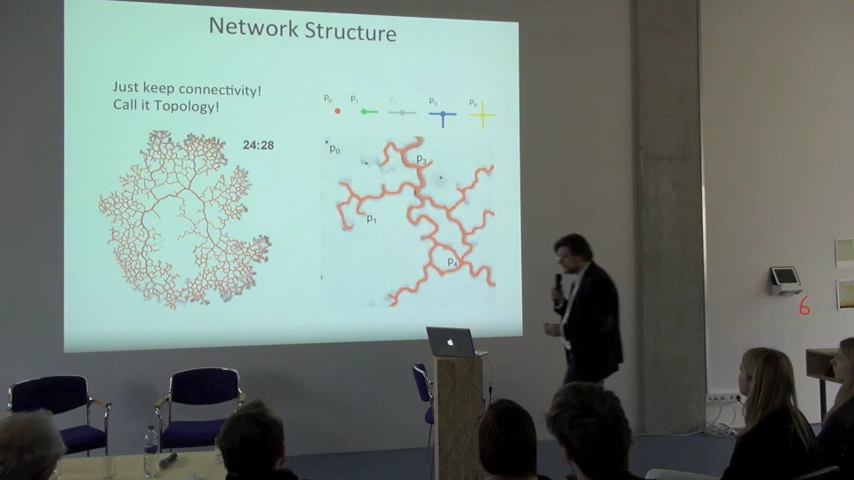 Network Structure
Just keep connectivity!
Call it Topology!
24:28
p0 p1 p2 p3 p4
p0
p3
p1
p4
6